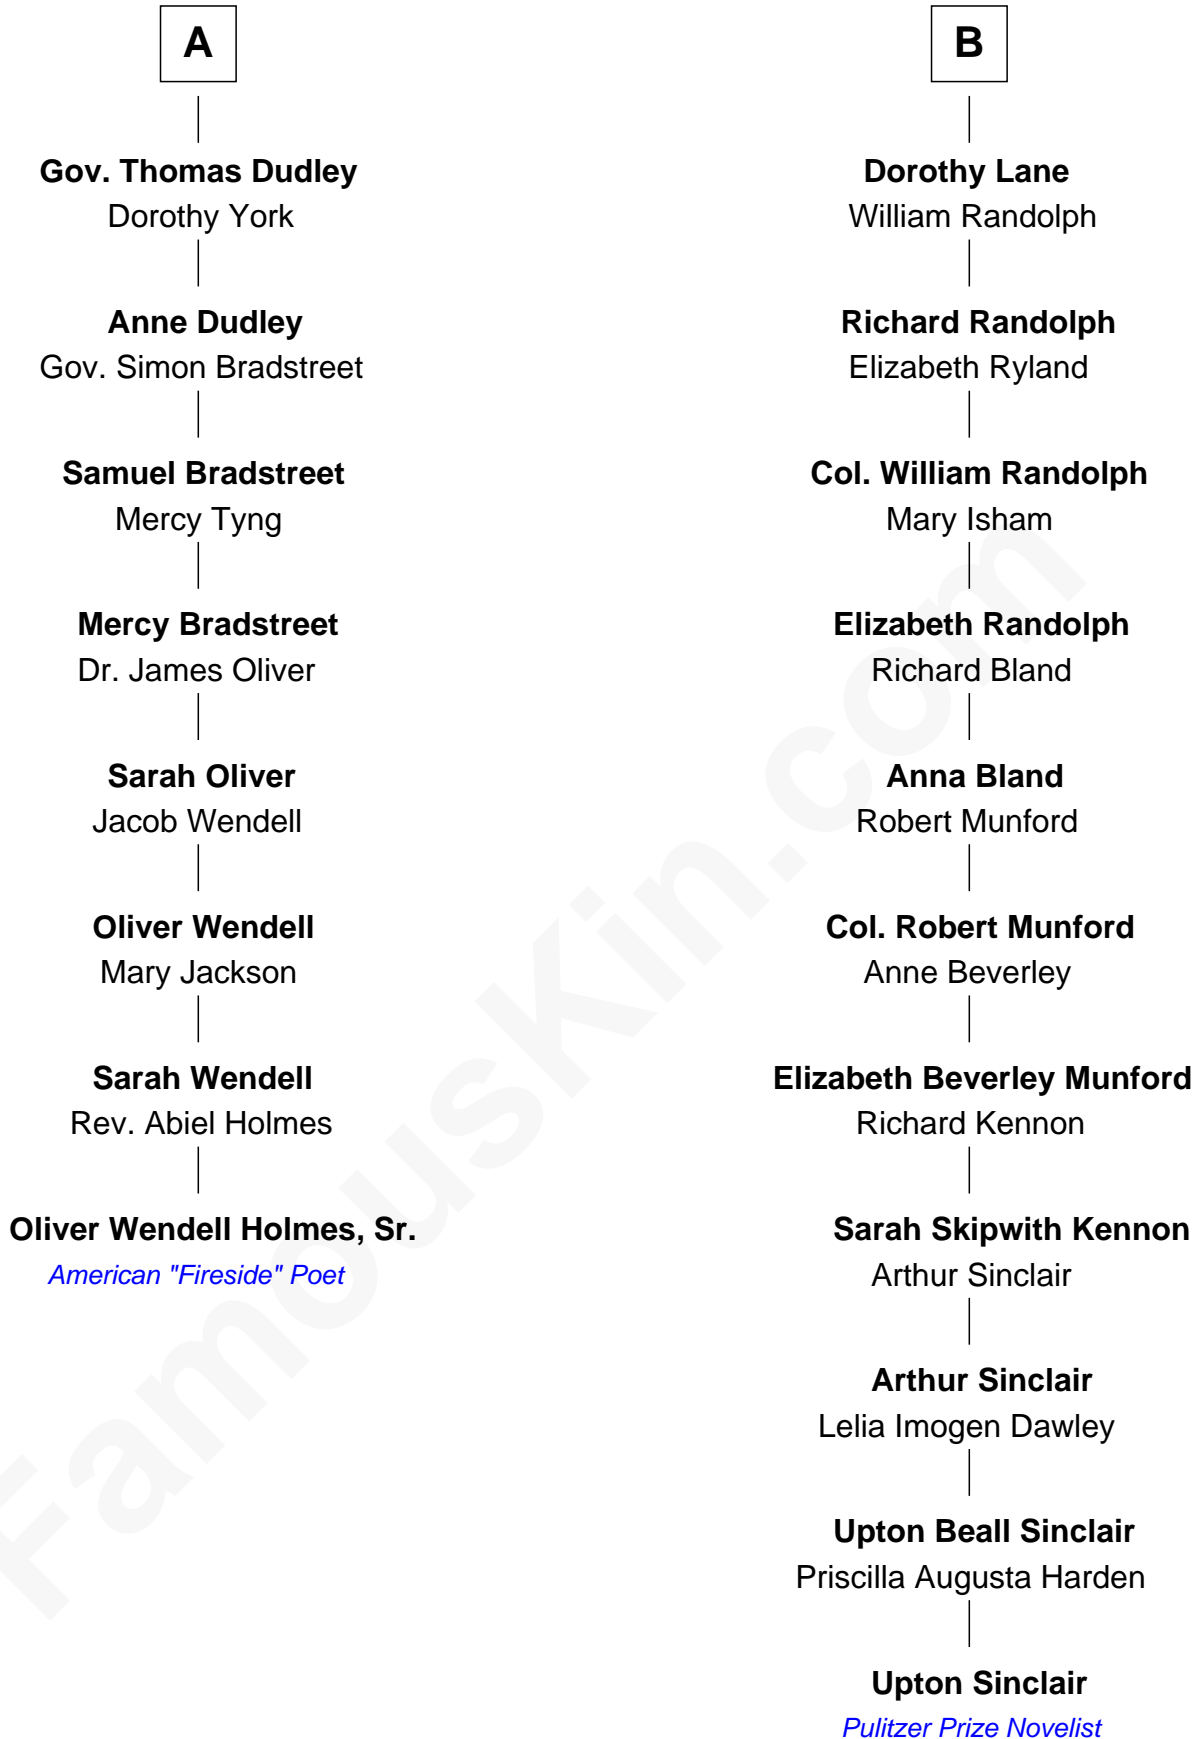 A
Gov. Thomas Dudley
Dorothy York
Anne Dudley
Gov. Simon Bradstreet
Samuel Bradstreet
Mercy Tyng
Mercy Bradstreet
Dr. James Oliver
Sarah Oliver
Jacob Wendell
Oliver Wendell
Mary Jackson
Sarah Wendell
Rev. Abiel Holmes
Oliver Wendell Holmes, Sr.
American "Fireside" Poet
B
Dorothy Lane
William Randolph
Richard Randolph
Elizabeth Ryland
Col. William Randolph
Mary Isham
Elizabeth Randolph
Richard Bland
Anna Bland
Robert Munford
Col. Robert Munford
Anne Beverley
Elizabeth Beverley Munford
Richard Kennon
Sarah Skipwith Kennon
Arthur Sinclair
Arthur Sinclair
Lelia Imogen Dawley
Upton Beall Sinclair
Priscilla Augusta Harden
Upton Sinclair
Pulitzer Prize Novelist
FamousKin.com